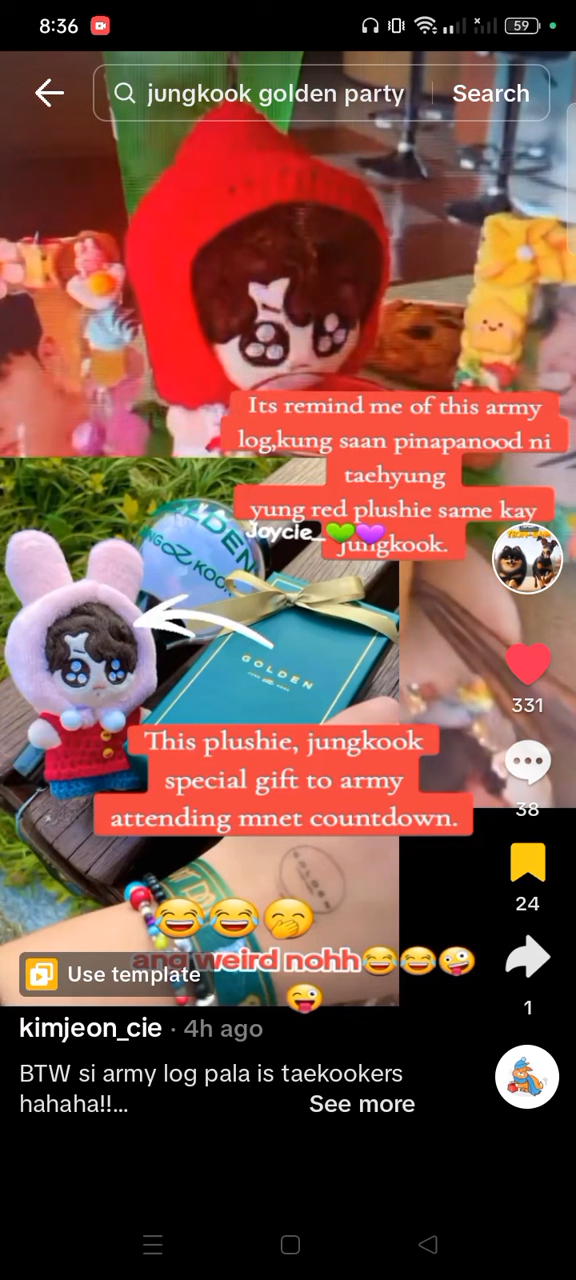 8:36
59
jungkook golden party
Search
Its remind me of this army
log,kung saan pinapanood ni
taehyung
yung red plushie same kay
jungkook.
Joycie_
GOLDEN
GOLDEN
331
This plushie, jungkook
special gift to army
attending mnet countdown.
38
24
GOLDEN
and weird nohh
Use template
1
kimjeon_cie · 4h ago
BTW si army log pala is taekookers
hahaha!!...
See more